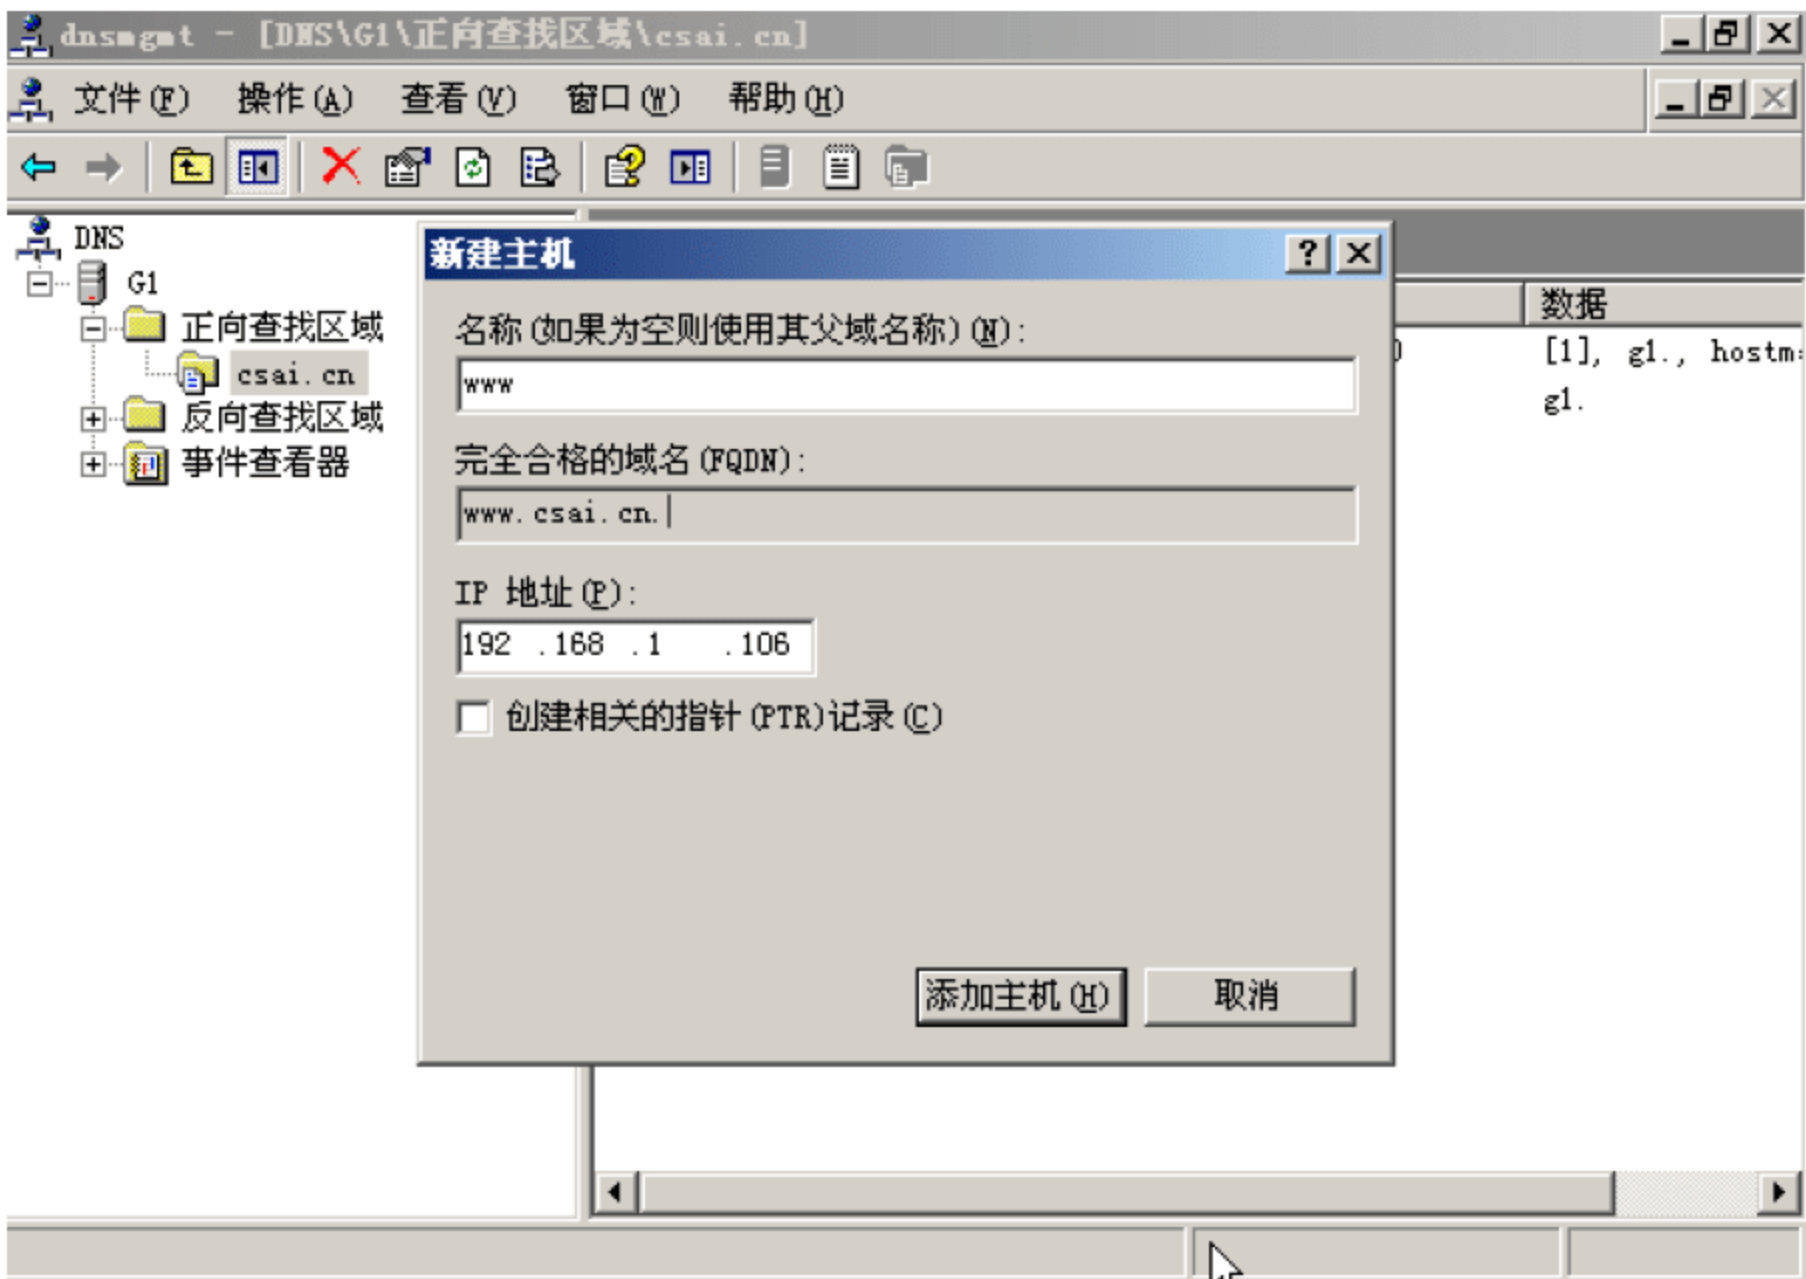 dnsmgmt - [DNS\G1\正向查找区域\csai.cn]
文件(F) 操作(A) 查看(V) 窗口(W) 帮助(H)
DNS
G1
正向查找区域
csai.cn
反向查找区域
事件查看器
新建主机
名称(如果为空则使用其父域名称)(N):
www
完全合格的域名(FQDN):
www.csai.cn.
IP 地址(P):
192 .168 .1 .106
创建相关的指针(PTR)记录(C)
添加主机(H) 取消
数据
[1], g1., hostm
g1.